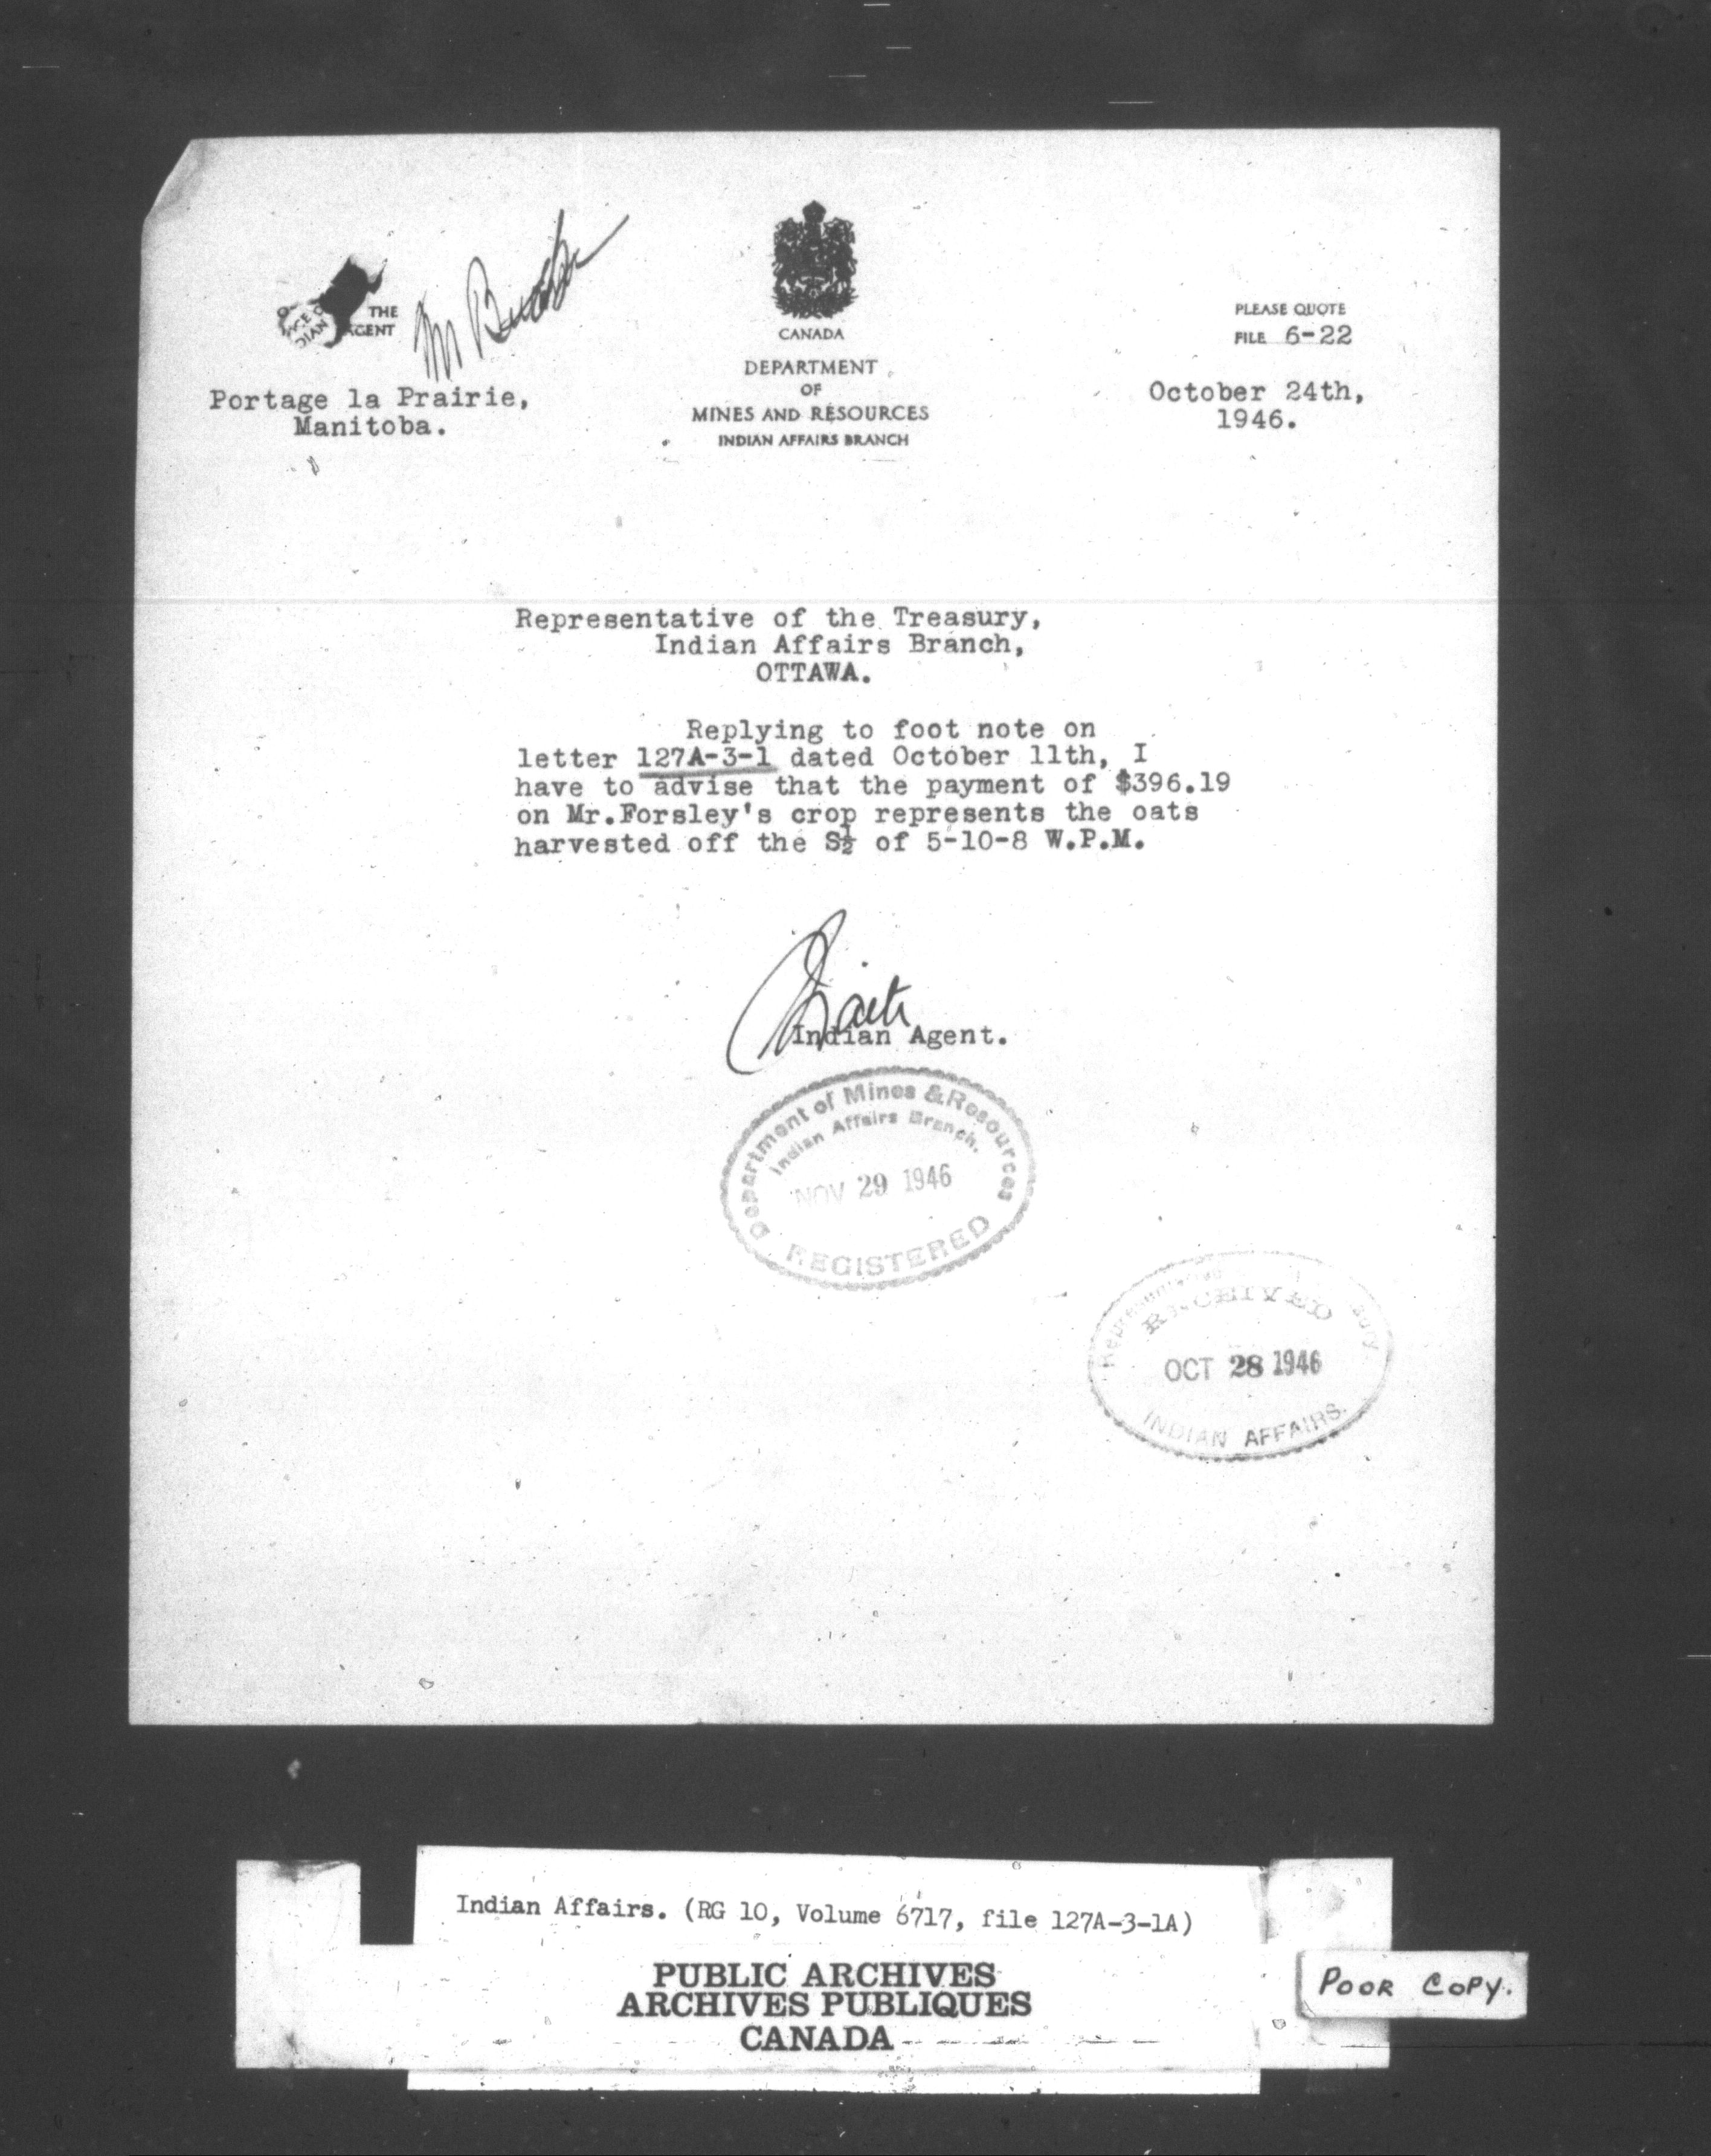 THE
AGENT
CANADA
DEPARTMENT
OF
MINES AND RESOURCES
INDIAN AFFAIRS BRANCH
PLEASE QUOTE
FILE 6-22
Portage la Prairie,
Manitoba.
October 24th,
1946.
Representative of the Treasury,
Indian Affairs Branch,
OTTAWA.
Replying to foot note on
letter 127A-3-1 dated October 11th, I
have to advise that the payment of $396.19
on Mr.Forsley's crop represents the oats
harvested off the S½ of 5-10-8 W.P.M.
Indian Agent.
Department of Mines & Resources
Indian Affairs Branch.
NOV 29 1946
REGISTERED
RECEIVED
OCT 28 1946
INDIAN AFFAIRS.
Indian Affairs. (RG 10, Volume 6717, file 127A-3-1A)
PUBLIC ARCHIVES
ARCHIVES PUBLIQUES
CANADA
POOR COPY.